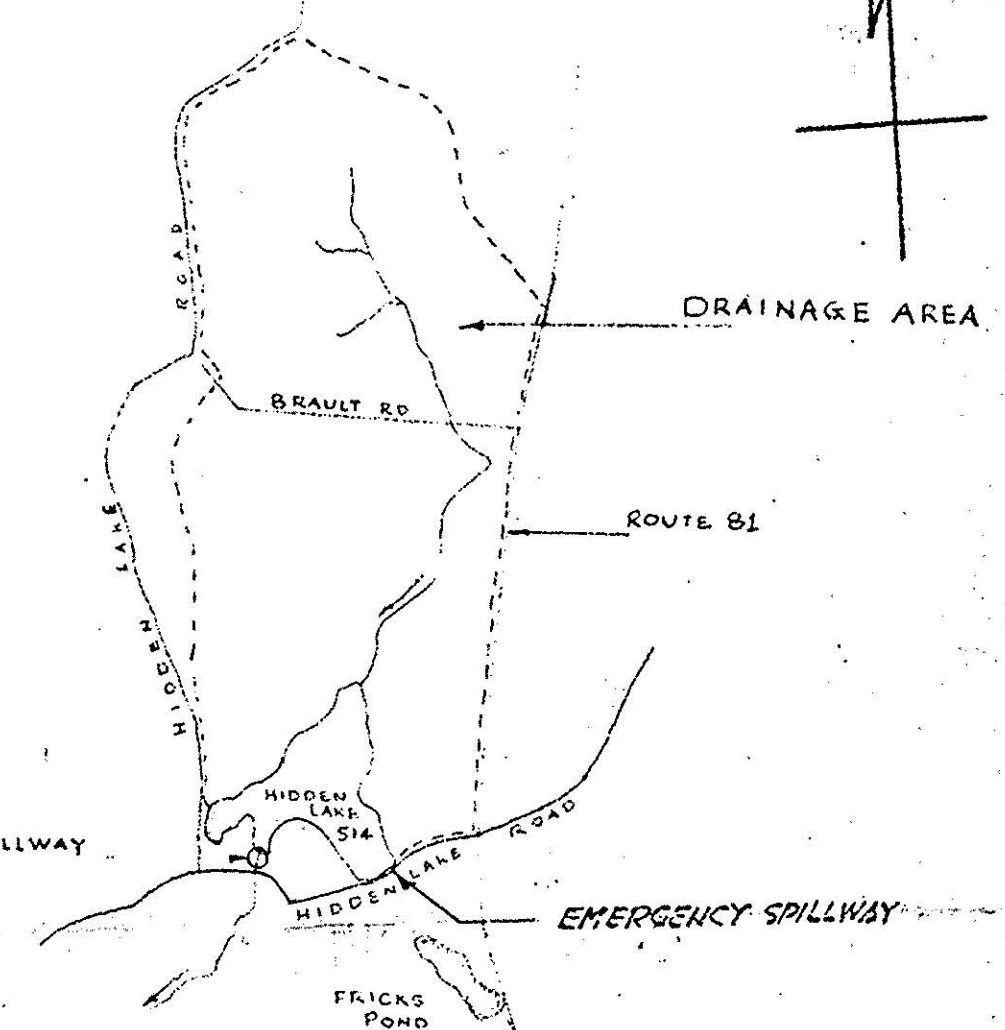 N
DRAINAGE AREA
ROAD
BRAULT RD
ROUTE 81
LAKE
HIDDEN
HIDDEN
LAKE
514
LLWAY
ROAD
HIDDEN LAKE
EMERGENCY SPILLWAY
FRICKS
POND